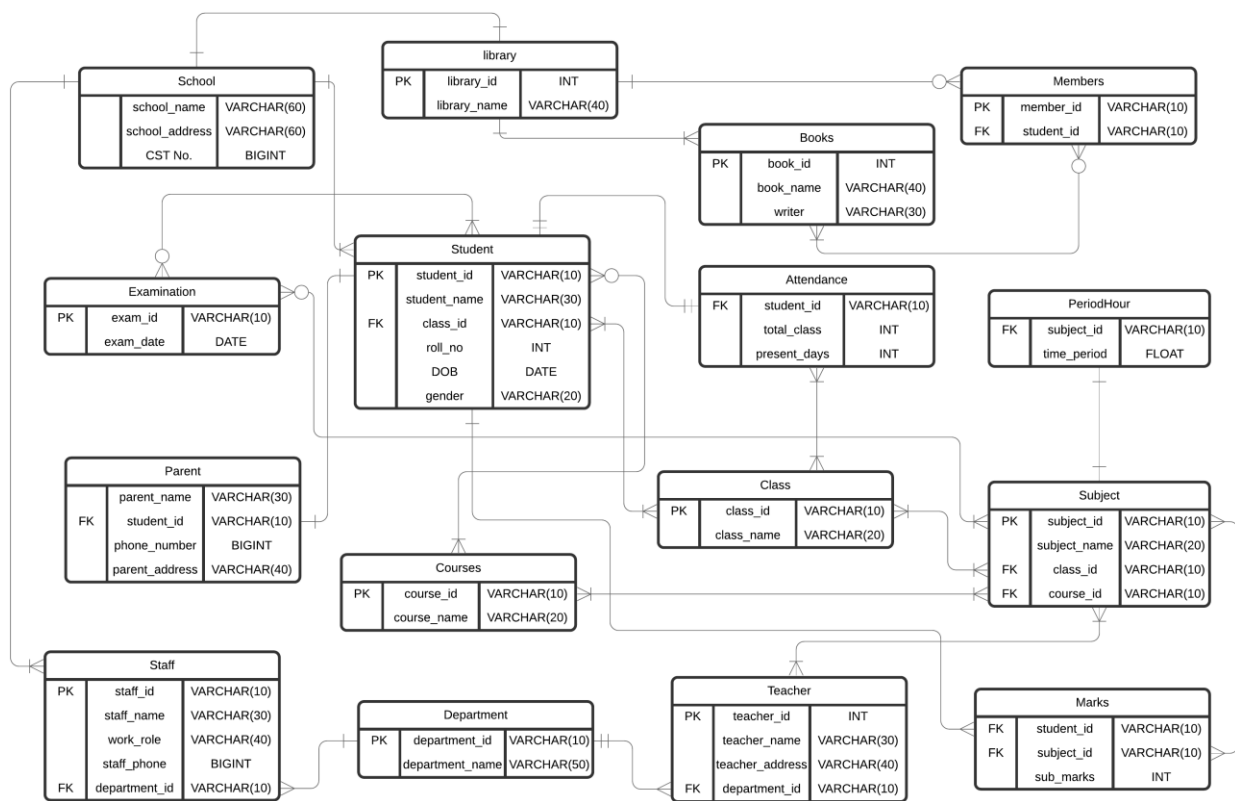 library
PK library_id INT
library_name VARCHAR(40)
School
school_name VARCHAR(60)
school_address VARCHAR(60)
CST No. BIGINT
Members
PK member_id VARCHAR(10)
FK student_id VARCHAR(10)
Books
PK book_id INT
book_name VARCHAR(40)
writer VARCHAR(30)
Student
PK student_id VARCHAR(10)
student_name VARCHAR(30)
FK class_id VARCHAR(10)
roll_no INT
DOB DATE
gender VARCHAR(20)
Attendance
FK student_id VARCHAR(10)
total_class INT
present_days INT
Examination
PK exam_id VARCHAR(10)
exam_date DATE
PeriodHour
FK subject_id VARCHAR(10)
time_period FLOAT
Parent
parent_name VARCHAR(30)
FK student_id VARCHAR(10)
phone_number BIGINT
parent_address VARCHAR(40)
Class
PK class_id VARCHAR(10)
class_name VARCHAR(20)
Subject
PK subject_id VARCHAR(10)
subject_name VARCHAR(20)
FK class_id VARCHAR(10)
FK course_id VARCHAR(10)
Courses
PK course_id VARCHAR(10)
course_name VARCHAR(20)
Staff
PK staff_id VARCHAR(10)
staff_name VARCHAR(30)
work_role VARCHAR(40)
staff_phone BIGINT
FK department_id VARCHAR(10)
Department
PK department_id VARCHAR(10)
department_name VARCHAR(50)
Teacher
PK teacher_id INT
teacher_name VARCHAR(30)
teacher_address VARCHAR(40)
FK department_id VARCHAR(10)
Marks
FK student_id VARCHAR(10)
FK subject_id VARCHAR(10)
sub_marks INT